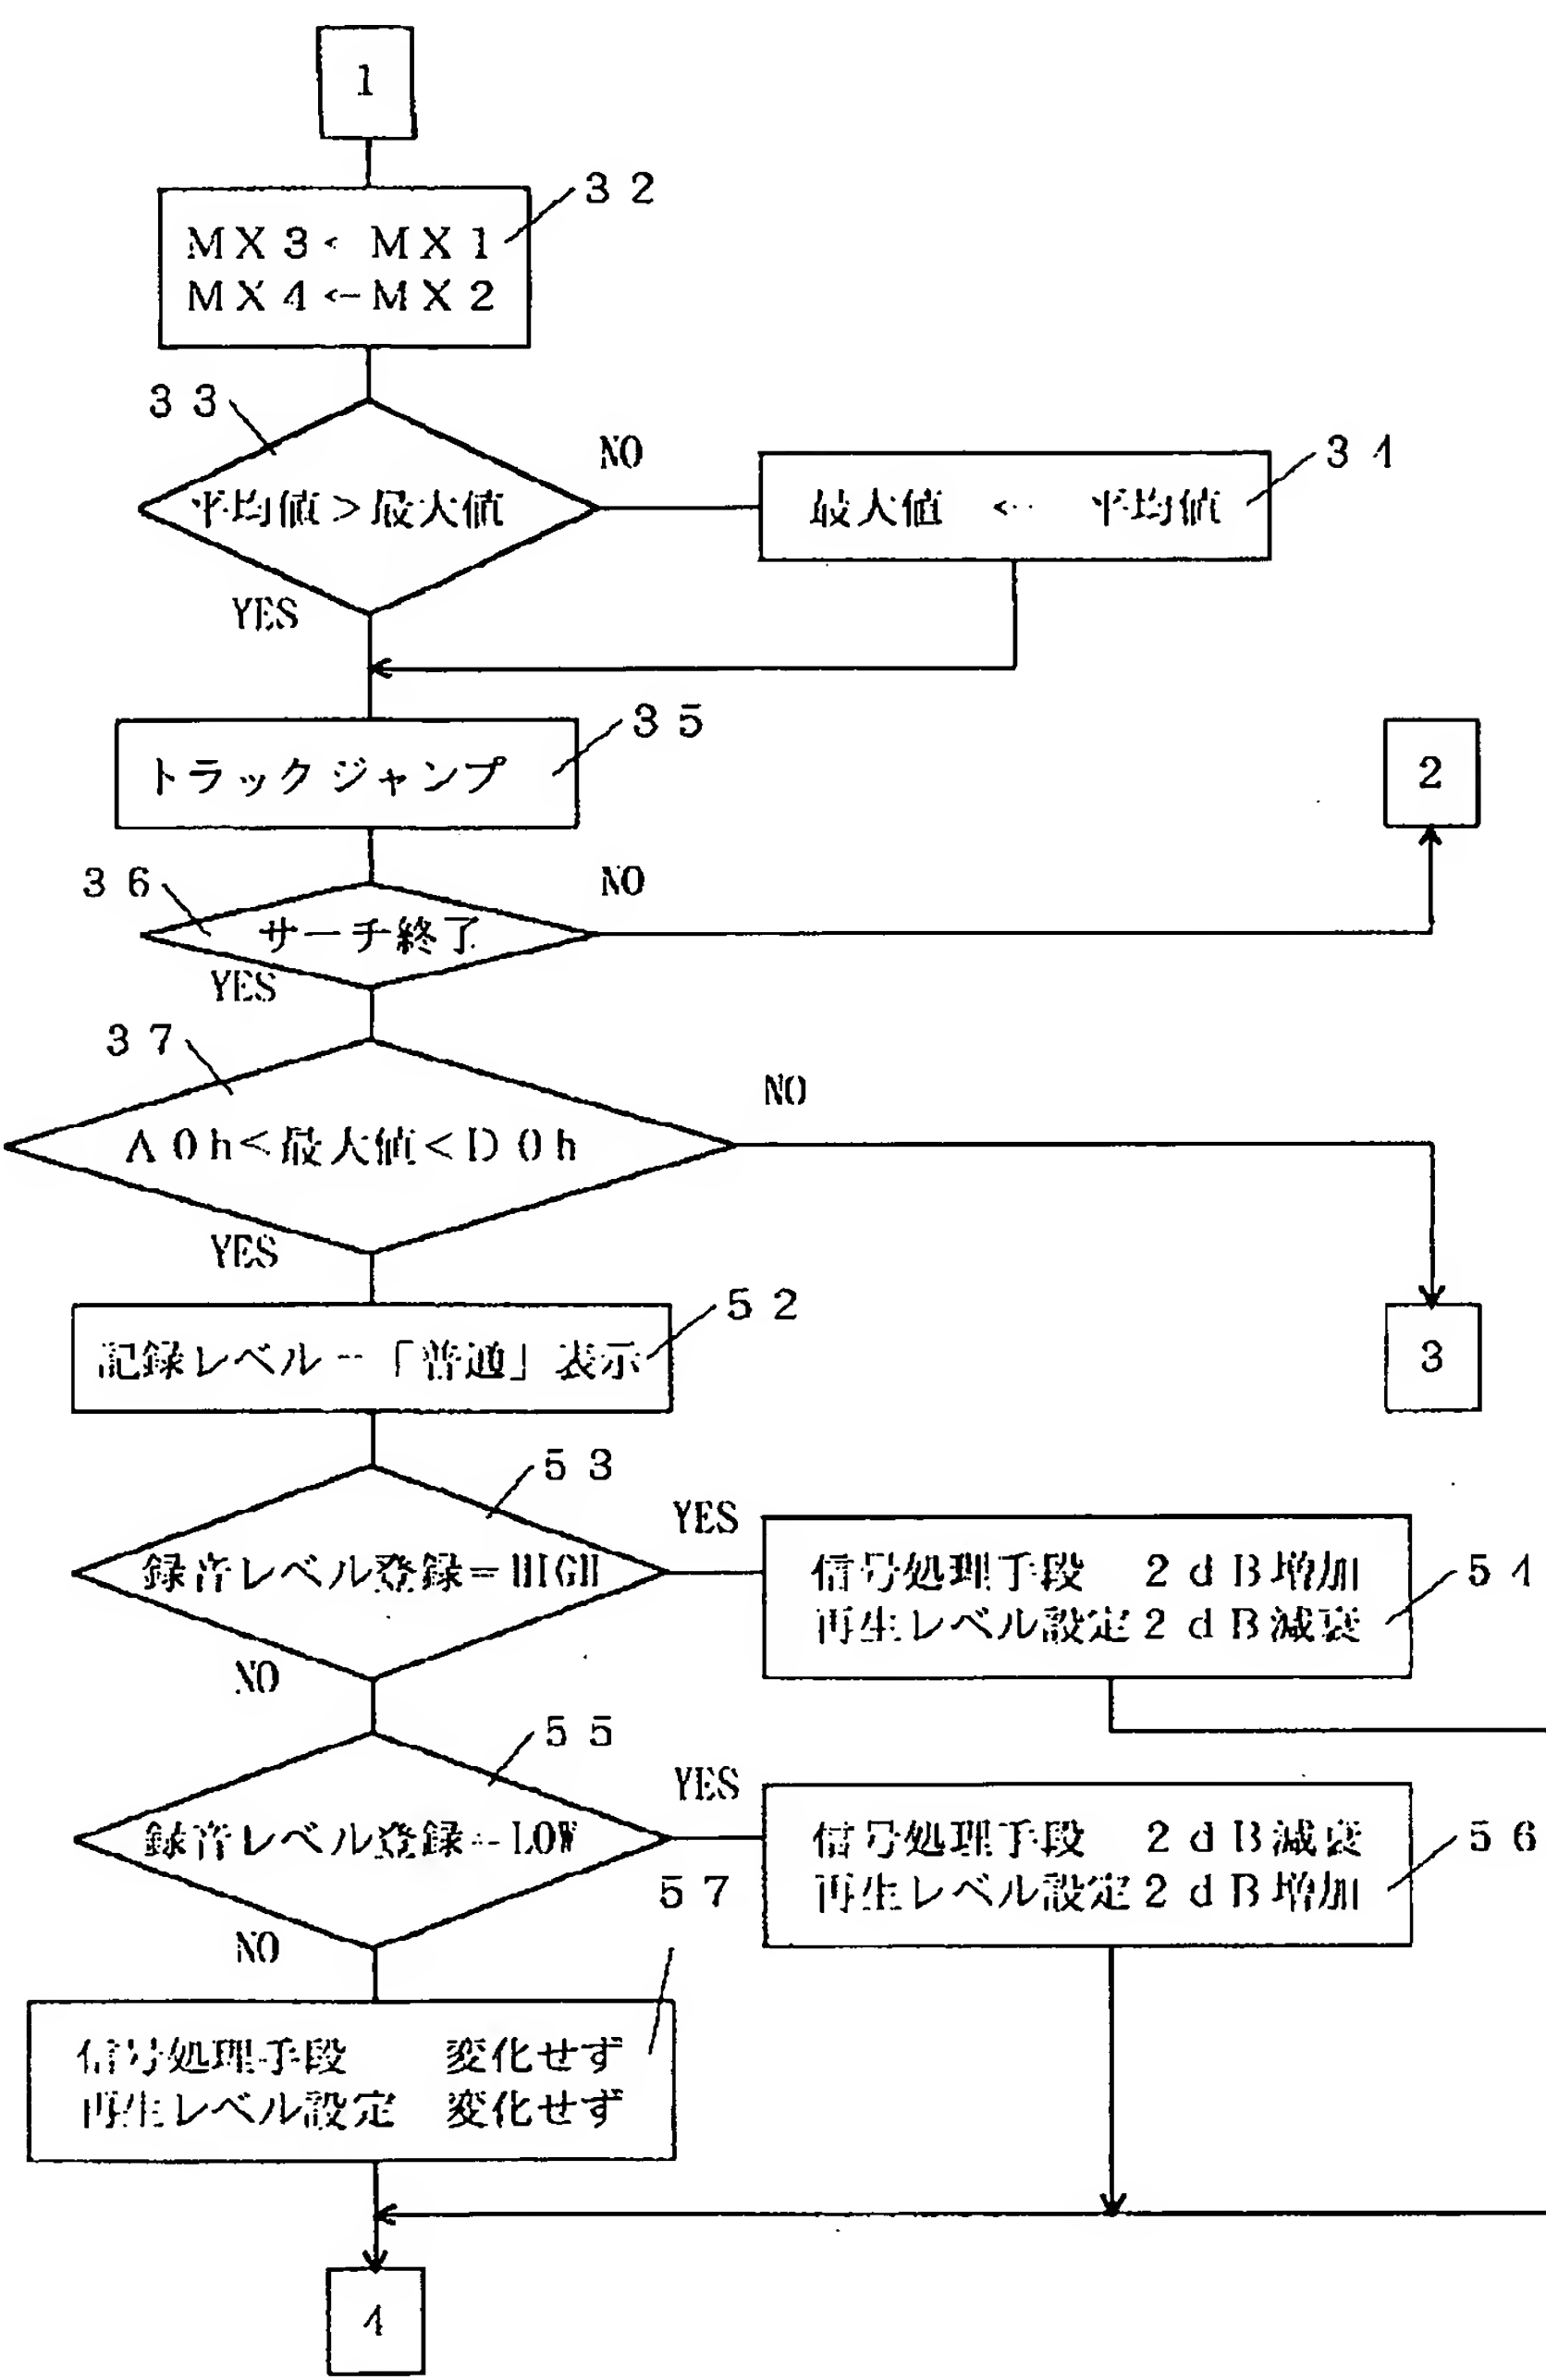 1
32
MX3← MX1
MX4←MX2
33
平均値>最大値
NO
YES
34
最大値 ← 平均値
35
トラックジャンプ
2
36
サーチ終了
NO
YES
37
A0h<最大値<D0h
NO
YES
52
記録レベル=「普通」表示
3
53
録音レベル登録=HIGH
YES
NO
信号処理手段 2dB増加
再生レベル設定2dB減衰
54
55
録音レベル登録=LOW
YES
NO
信号処理手段 2dB減衰
再生レベル設定2dB増加
56
57
信号処理手段 変化せず
再生レベル設定 変化せず
4